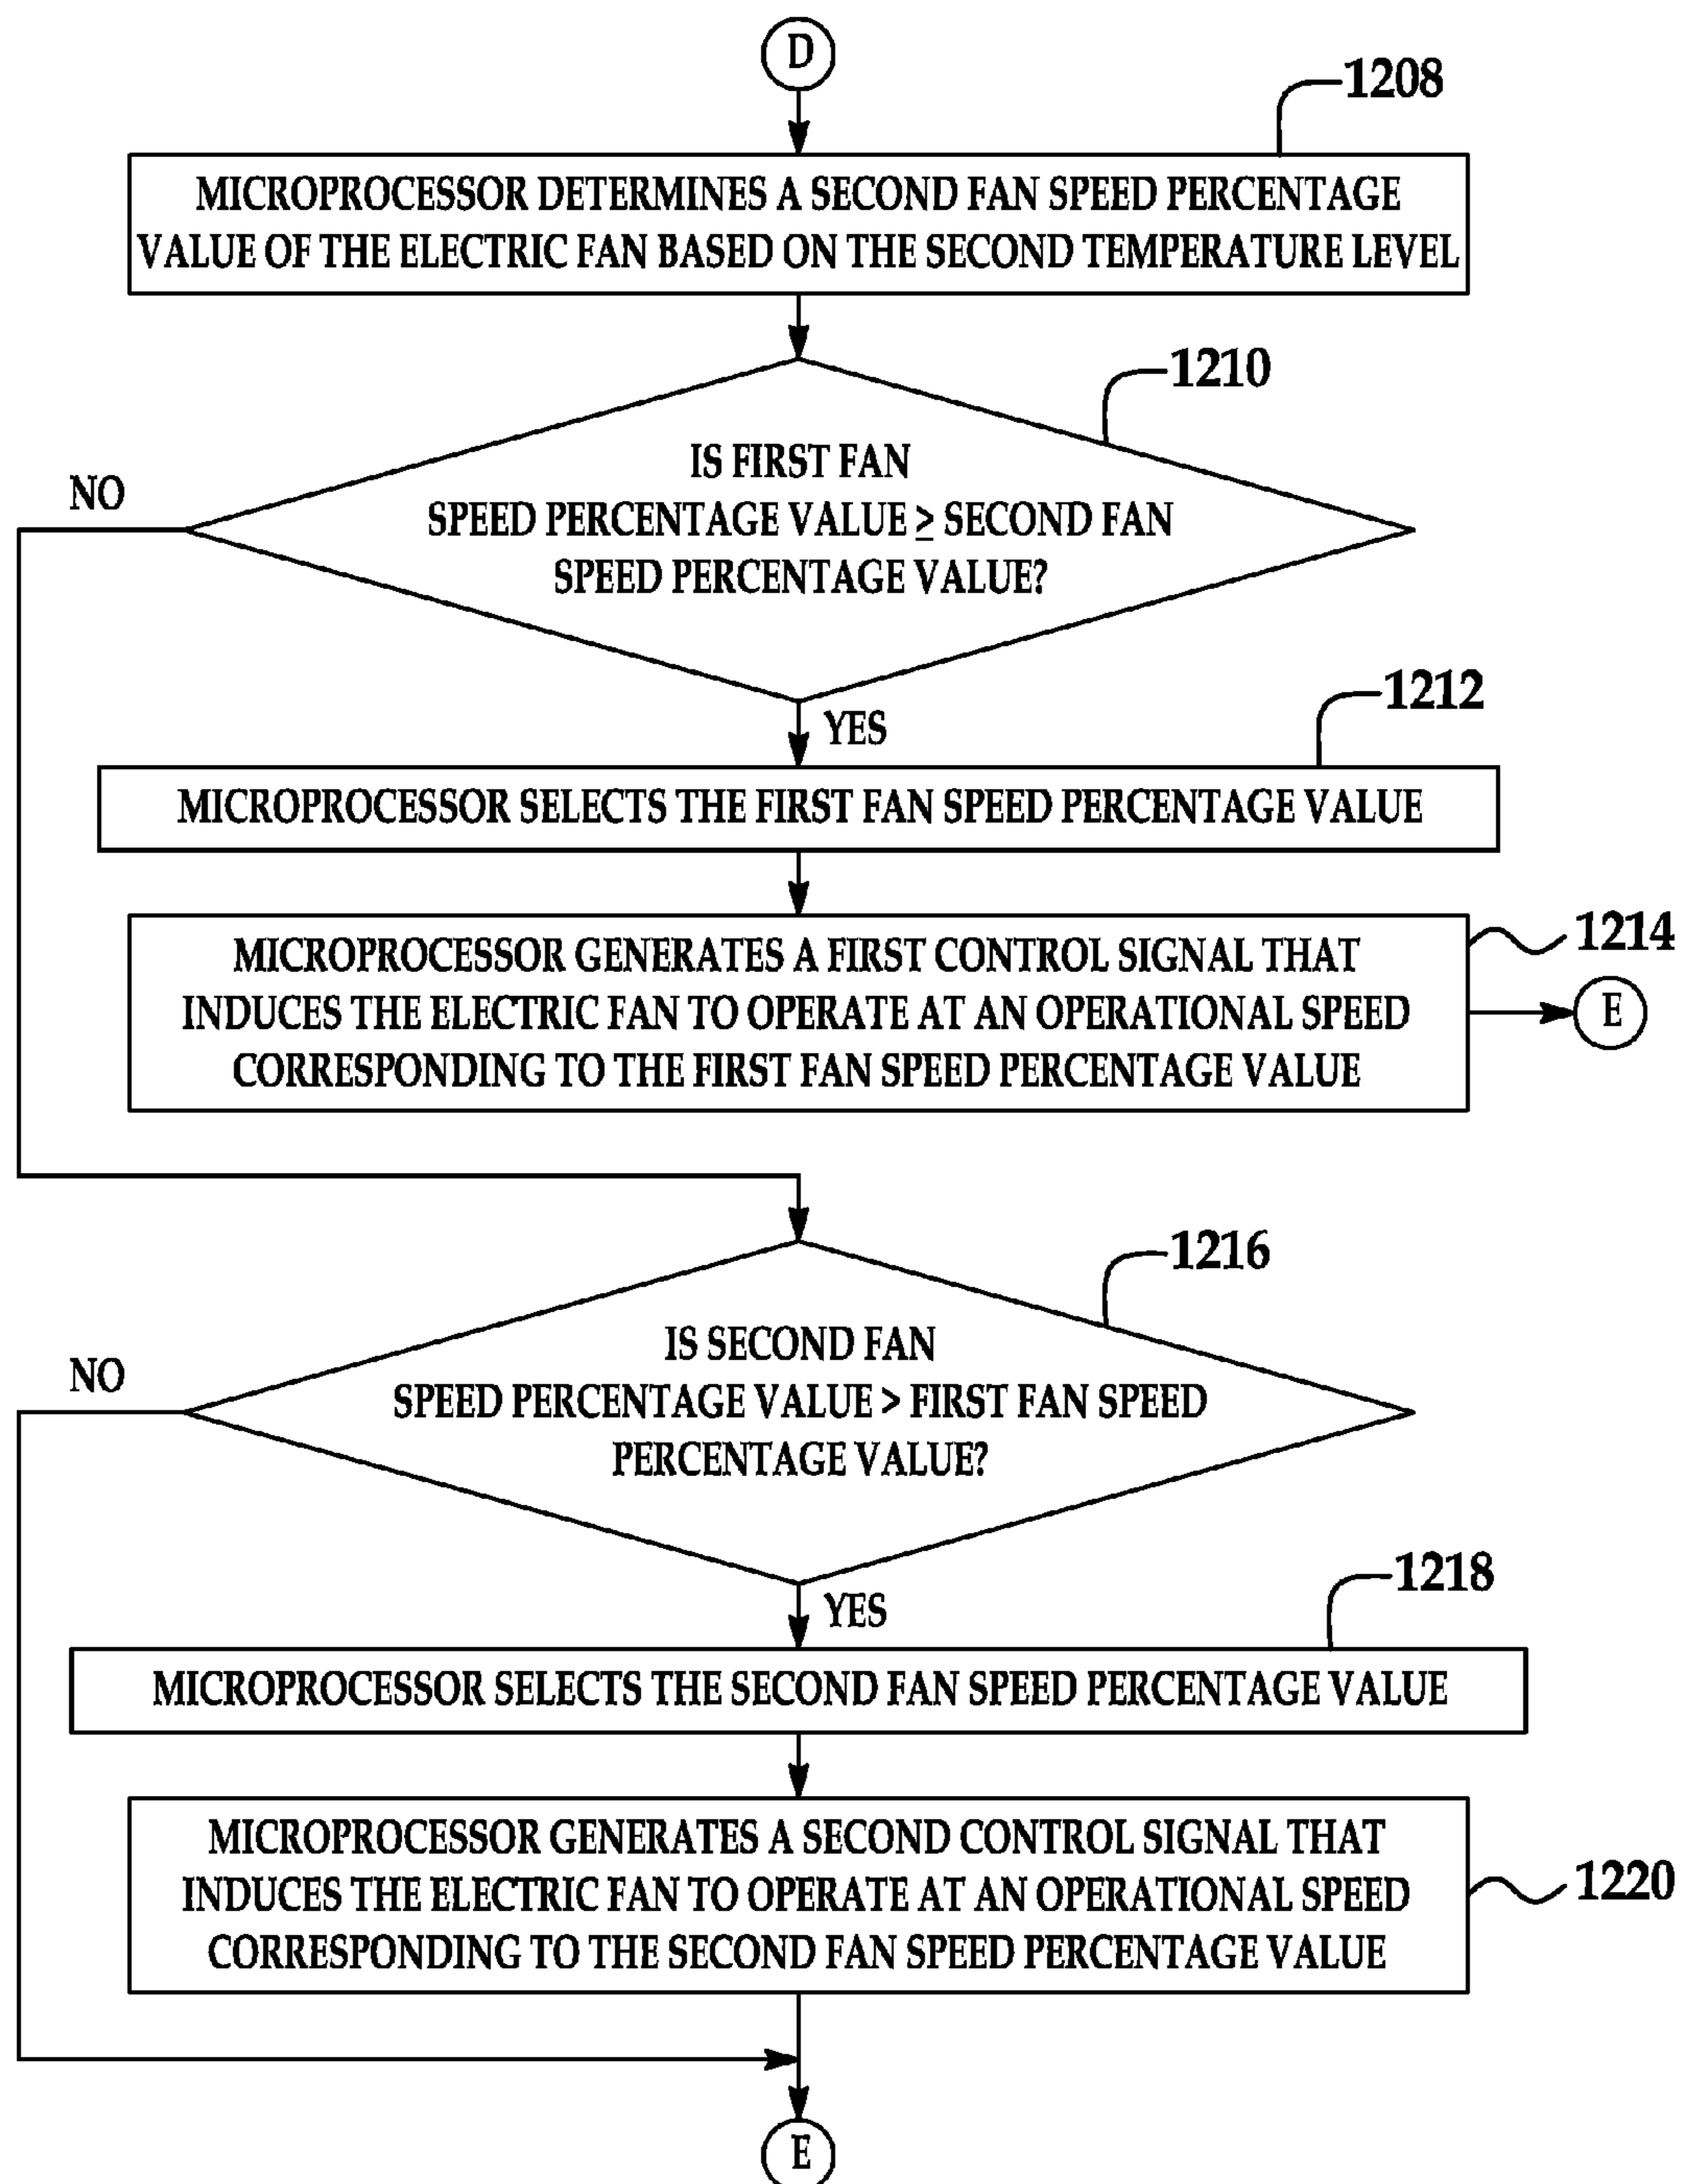 D
1208
MICROPROCESSOR DETERMINES A SECOND FAN SPEED PERCENTAGE
VALUE OF THE ELECTRIC FAN BASED ON THE SECOND TEMPERATURE LEVEL
1210
IS FIRST FAN
NO
SPEED PERCENTAGE VALUE ≥ SECOND FAN
SPEED PERCENTAGE VALUE?
1212
YES
MICROPROCESSOR SELECTS THE FIRST FAN SPEED PERCENTAGE VALUE
1214
MICROPROCESSOR GENERATES A FIRST CONTROL SIGNAL THAT
INDUCES THE ELECTRIC FAN TO OPERATE AT AN OPERATIONAL SPEED
CORRESPONDING TO THE FIRST FAN SPEED PERCENTAGE VALUE
E
1216
IS SECOND FAN
NO
SPEED PERCENTAGE VALUE > FIRST FAN SPEED
PERCENTAGE VALUE?
1218
YES
MICROPROCESSOR SELECTS THE SECOND FAN SPEED PERCENTAGE VALUE
MICROPROCESSOR GENERATES A SECOND CONTROL SIGNAL THAT
INDUCES THE ELECTRIC FAN TO OPERATE AT AN OPERATIONAL SPEED
CORRESPONDING TO THE SECOND FAN SPEED PERCENTAGE VALUE
1220
E